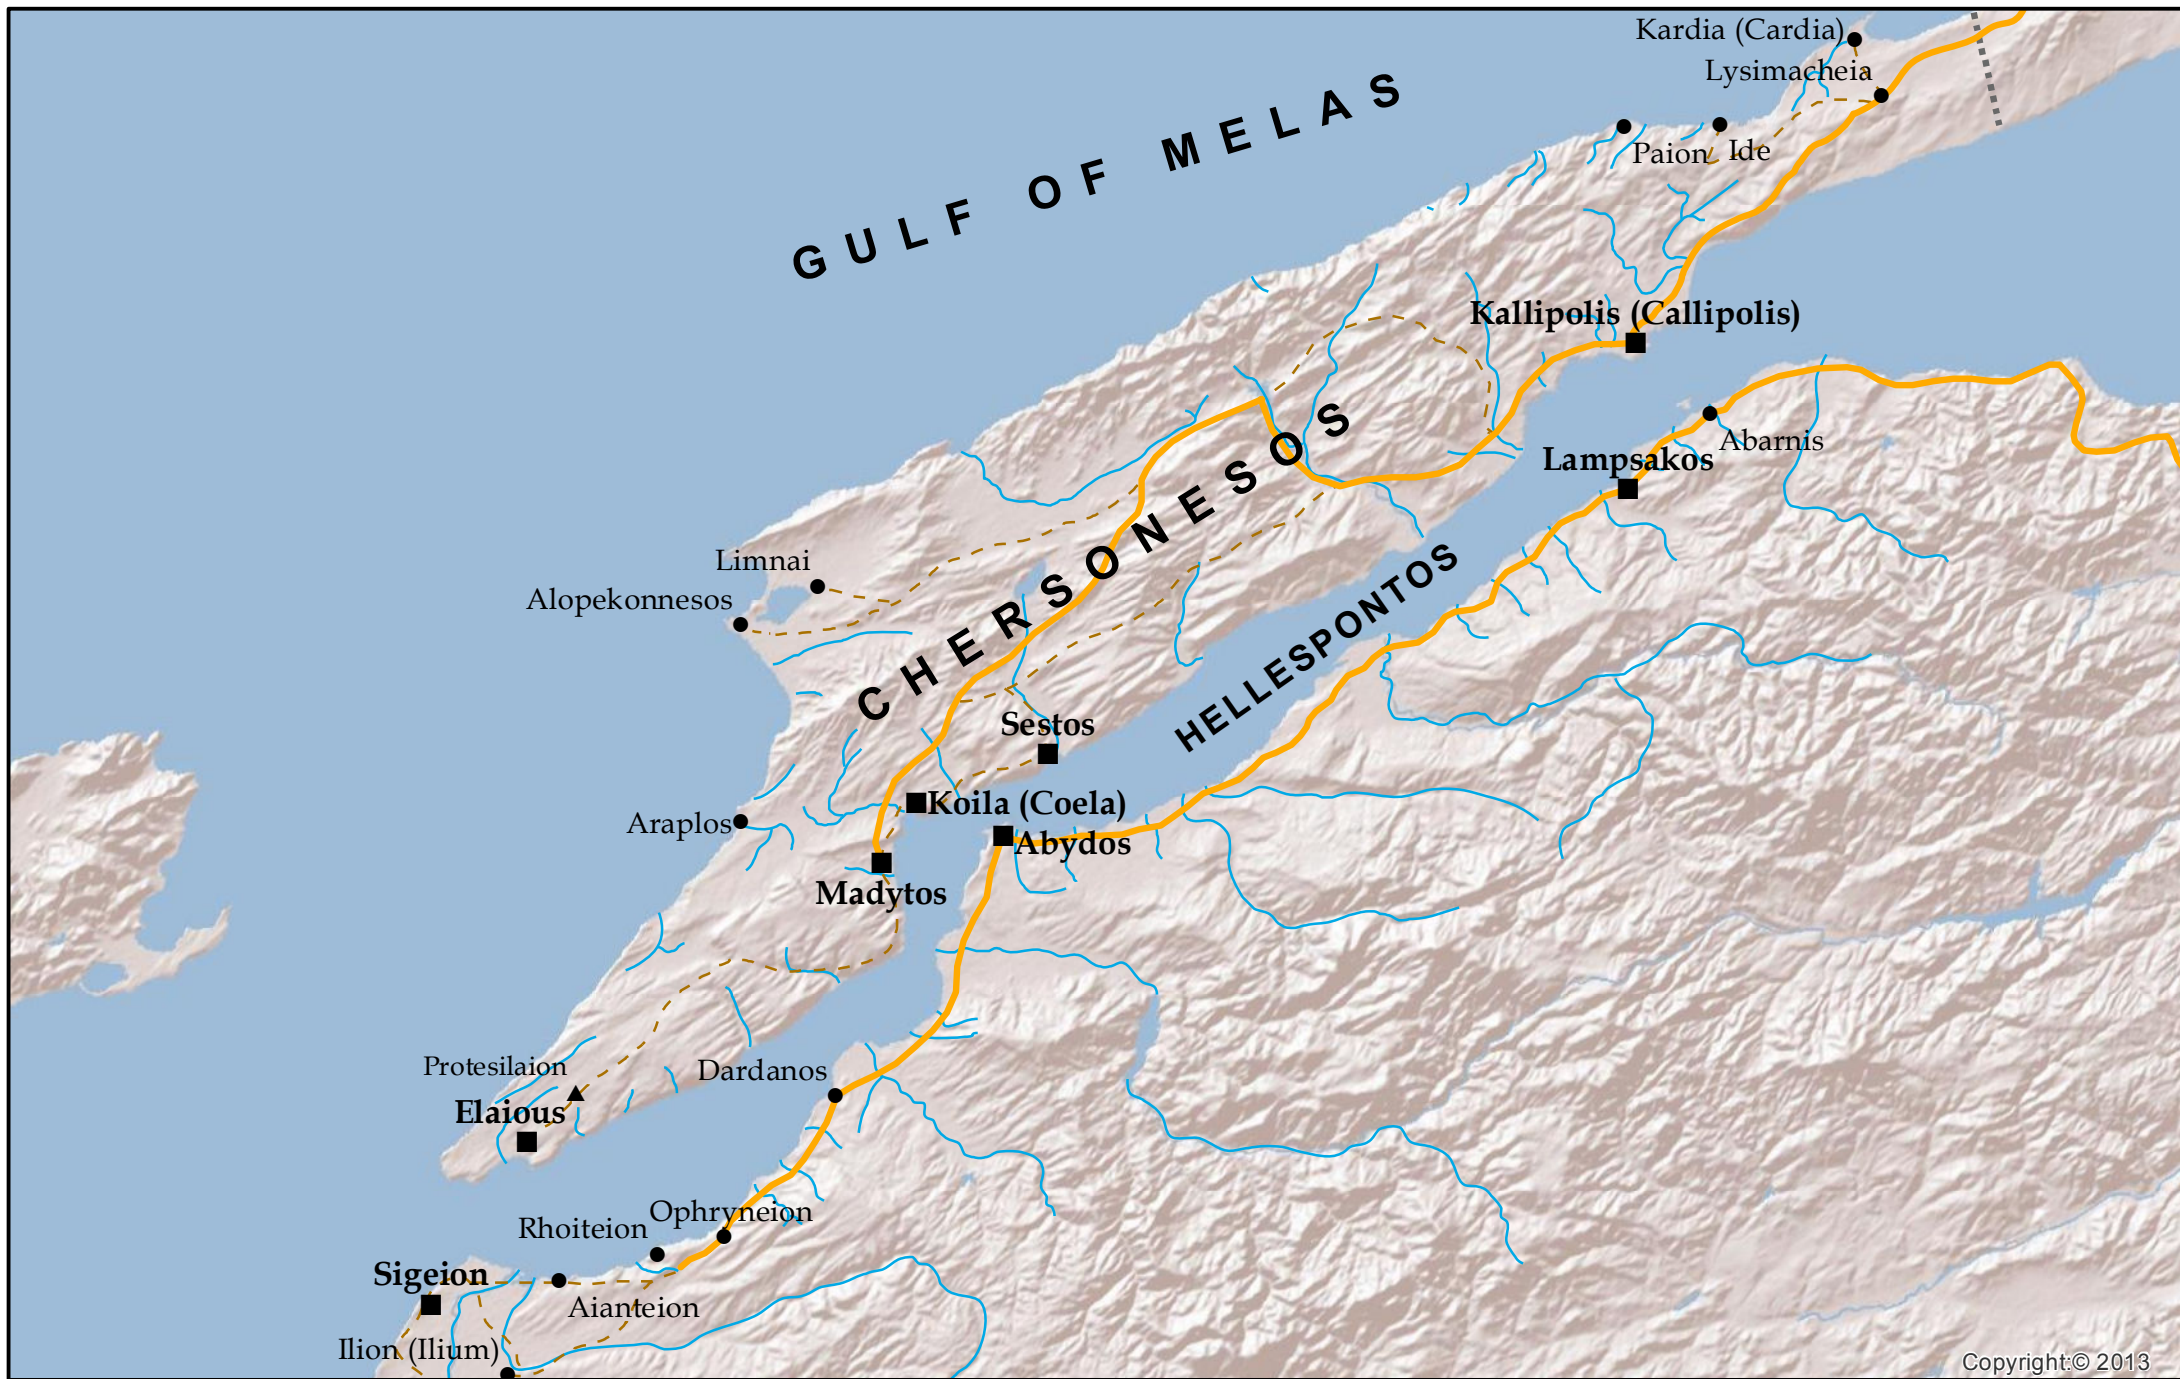 Kardia (Cardia)
Lysimacheia
GULF OF MELAS
Paion
Ide
Kallipolis (Callipolis)
Abarnis
Lampsakos
CHERSONESOS
HELLESPONTOS
Limnai
Alopekonnesos
Sestos
Koila (Coela)
Araplos
Abydos
Madytos
Protesilaion
Dardanos
Elaious
Ophryneion
Rhoiteion
Sigeion
Aianteion
Ilion (Ilium)
Copyright:© 2013